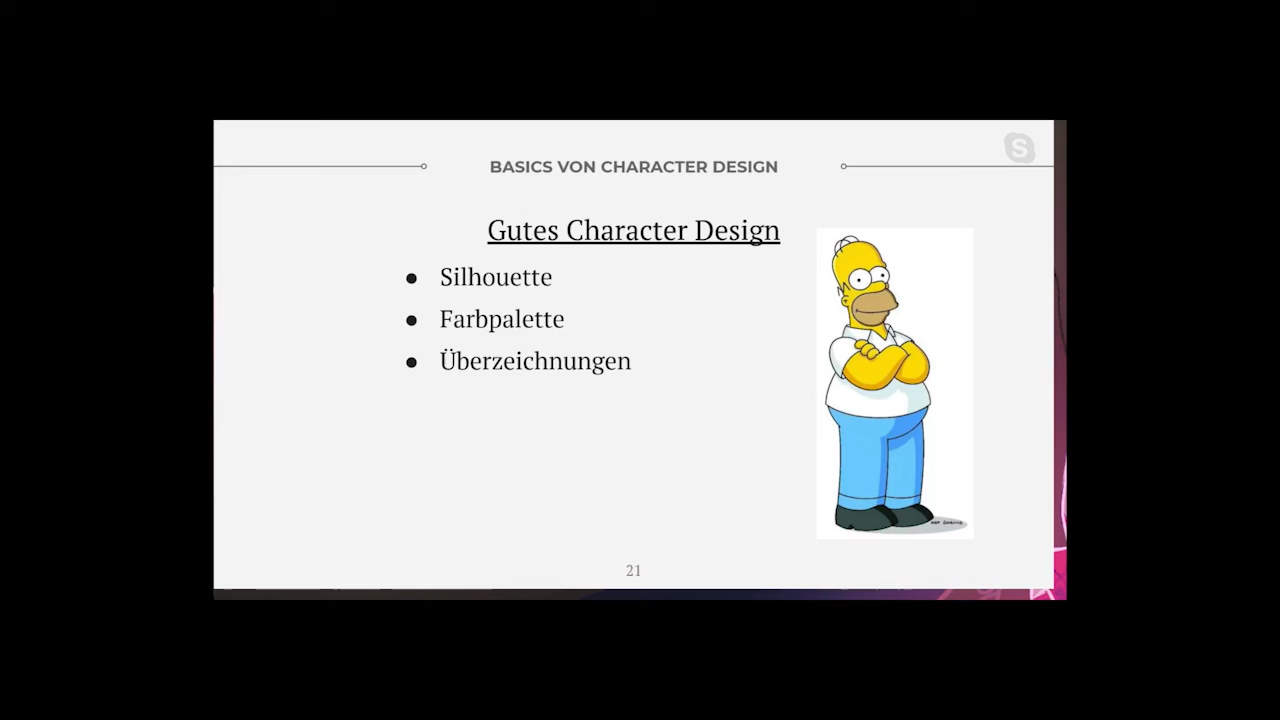 BASICS VON CHARACTER DESIGN
Gutes Character Design
● Silhouette
● Farbpalette
● Überzeichnungen
21